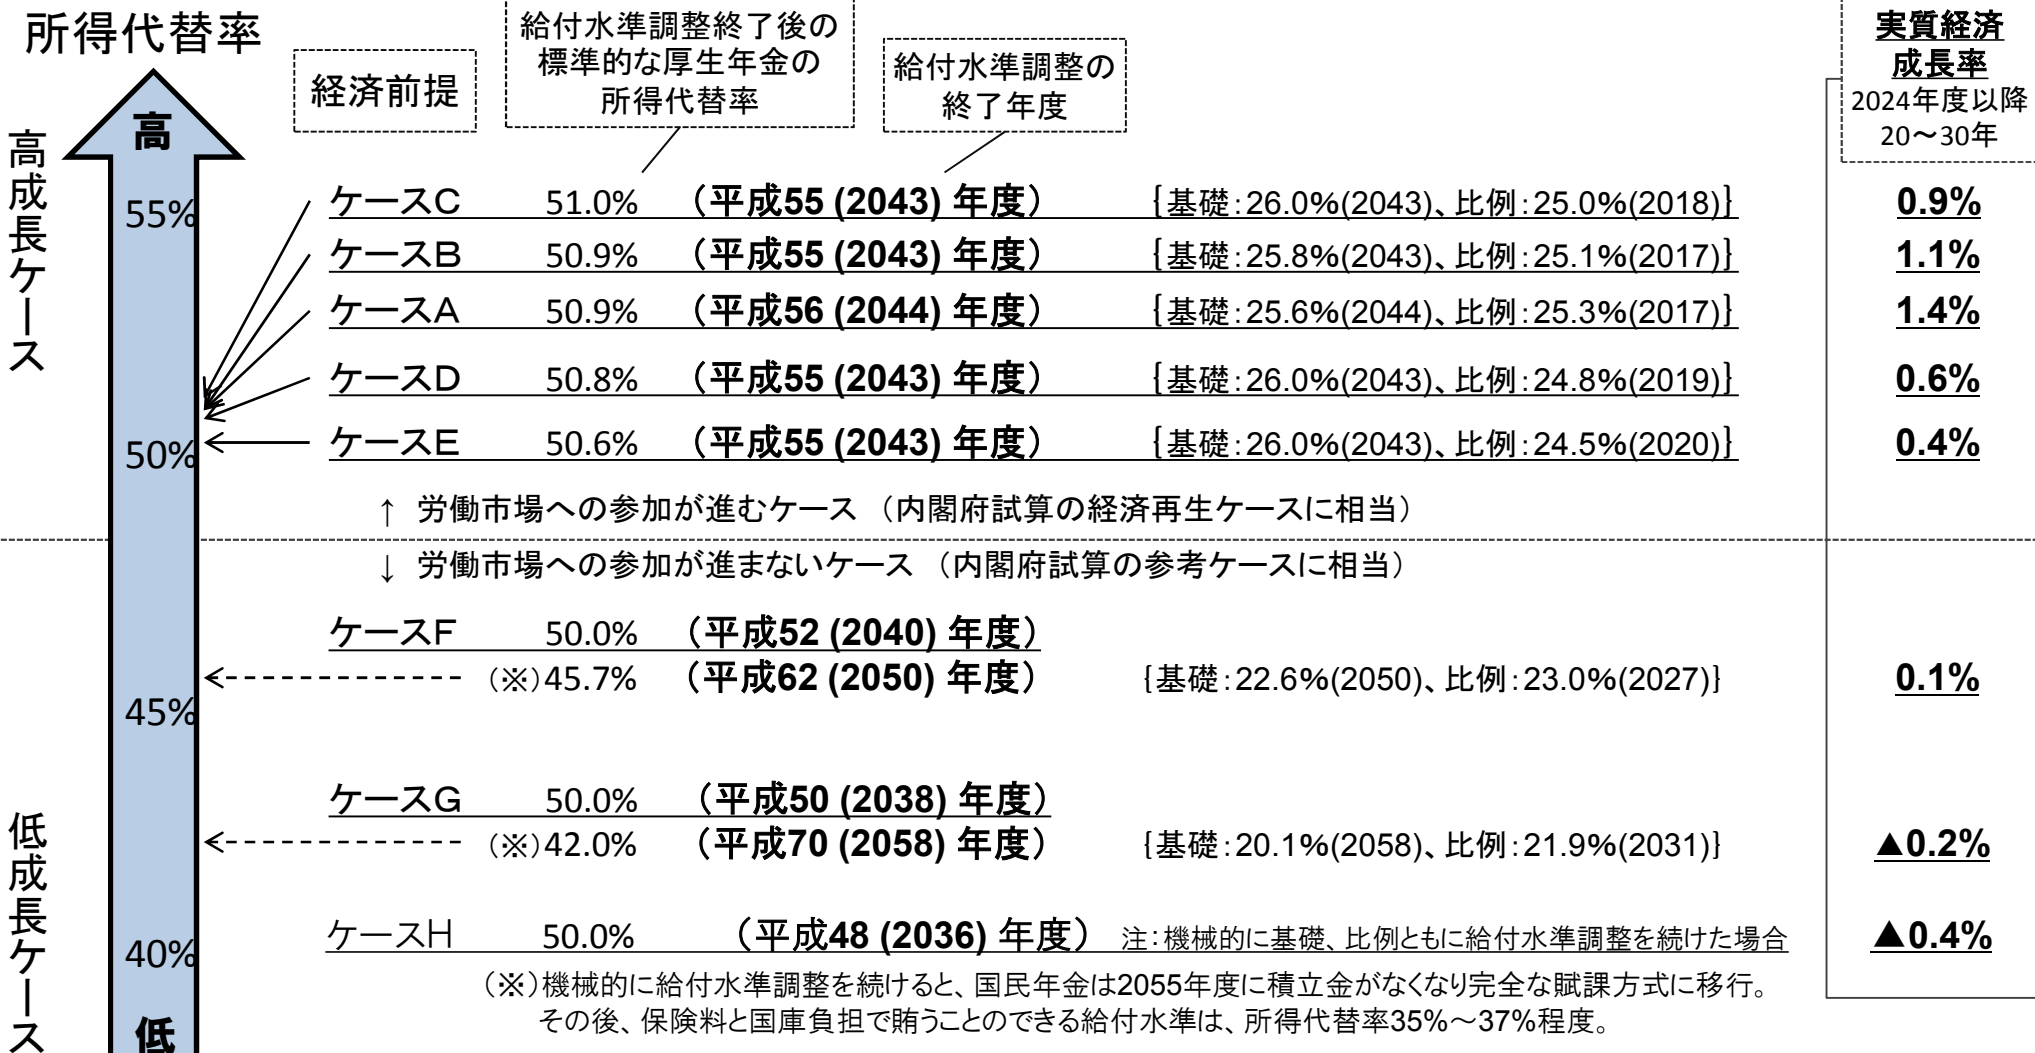 所得代替率
給付水準調整終了後の
標準的な厚生年金の
所得代替率
経済前提
給付水準調整の
終了年度
実質経済
成長率
2024年度以降
20～30年
高
高成長ケース
55%
ケースC 51.0% （平成55 (2043) 年度） {基礎：26.0%(2043)、比例：25.0%(2018)} 0.9%
ケースB 50.9% （平成55 (2043) 年度） {基礎：25.8%(2043)、比例：25.1%(2017)} 1.1%
ケースA 50.9% （平成56 (2044) 年度） {基礎：25.6%(2044)、比例：25.3%(2017)} 1.4%
ケースD 50.8% （平成55 (2043) 年度） {基礎：26.0%(2043)、比例：24.8%(2019)} 0.6%
50%
ケースE 50.6% （平成55 (2043) 年度） {基礎：26.0%(2043)、比例：24.5%(2020)} 0.4%
↑ 労働市場への参加が進むケース （内閣府試算の経済再生ケースに相当）
↓ 労働市場への参加が進まないケース （内閣府試算の参考ケースに相当）
ケースF 50.0% （平成52 (2040) 年度）
（※）45.7% （平成62 (2050) 年度） {基礎：22.6%(2050)、比例：23.0%(2027)} 0.1%
45%
ケースG 50.0% （平成50 (2038) 年度）
（※）42.0% （平成70 (2058) 年度） {基礎：20.1%(2058)、比例：21.9%(2031)} ▲0.2%
低成長ケース
40%
ケースH 50.0% （平成48 (2036) 年度） 注：機械的に基礎、比例ともに給付水準調整を続けた場合 ▲0.4%
（※）機械的に給付水準調整を続けると、国民年金は2055年度に積立金がなくなり完全な賦課方式に移行。
その後、保険料と国庫負担で賄うことのできる給付水準は、所得代替率35%～37%程度。
低